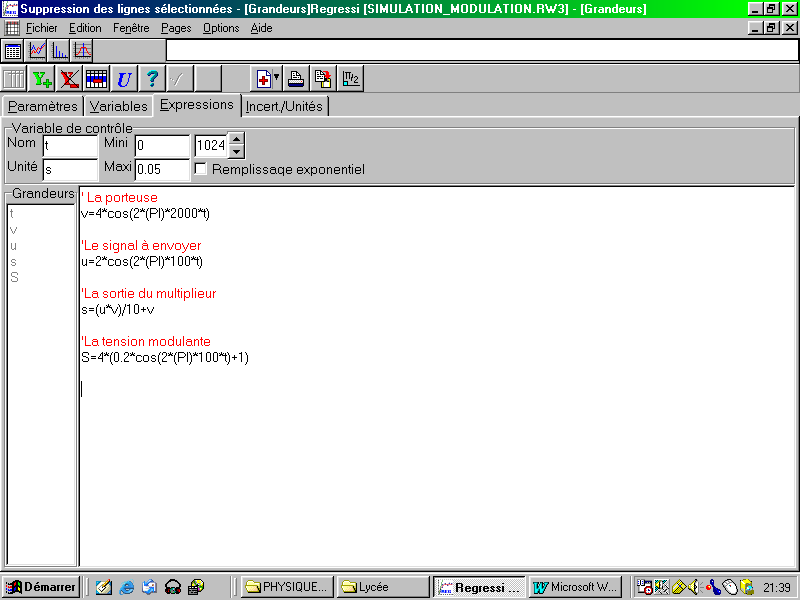 Suppression des lignes sélectionnées - [Grandeurs]Regressi [SIMULATION_MODULATION.RW3] - [Grandeurs]
Fichier Edition Fenêtre Pages Options Aide
Y+ X U ? π/2
Paramètres Variables Expressions Incert./Unités
Variable de contrôle
Nom t Mini 0 1024
Unité s Maxi 0.05 Remplissage exponentiel
Grandeurs
t
v
u
s
S
' La porteuse
v=4*cos(2*(PI)*2000*t)
'Le signal à envoyer
u=2*cos(2*(PI)*100*t)
'La sortie du multiplieur
s=(u*v)/10+v
'La tension modulante
S=4*(0.2*cos(2*(PI)*100*t)+1)
Démarrer PHYSIQUE... Lycée Regressi ... Microsoft W... 21:39